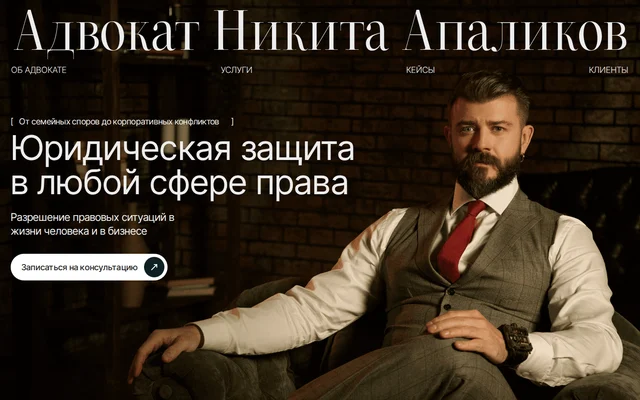 Адвокат Никита Апаликов
ОБ АДВОКАТЕ УСЛУГИ КЕЙСЫ КЛИЕНТЫ
[ От семейных споров до корпоративных конфликтов ]
Юридическая защита
в любой сфере права
Разрешение правовых ситуаций в
жизни человека и в бизнесе
Записаться на консультацию